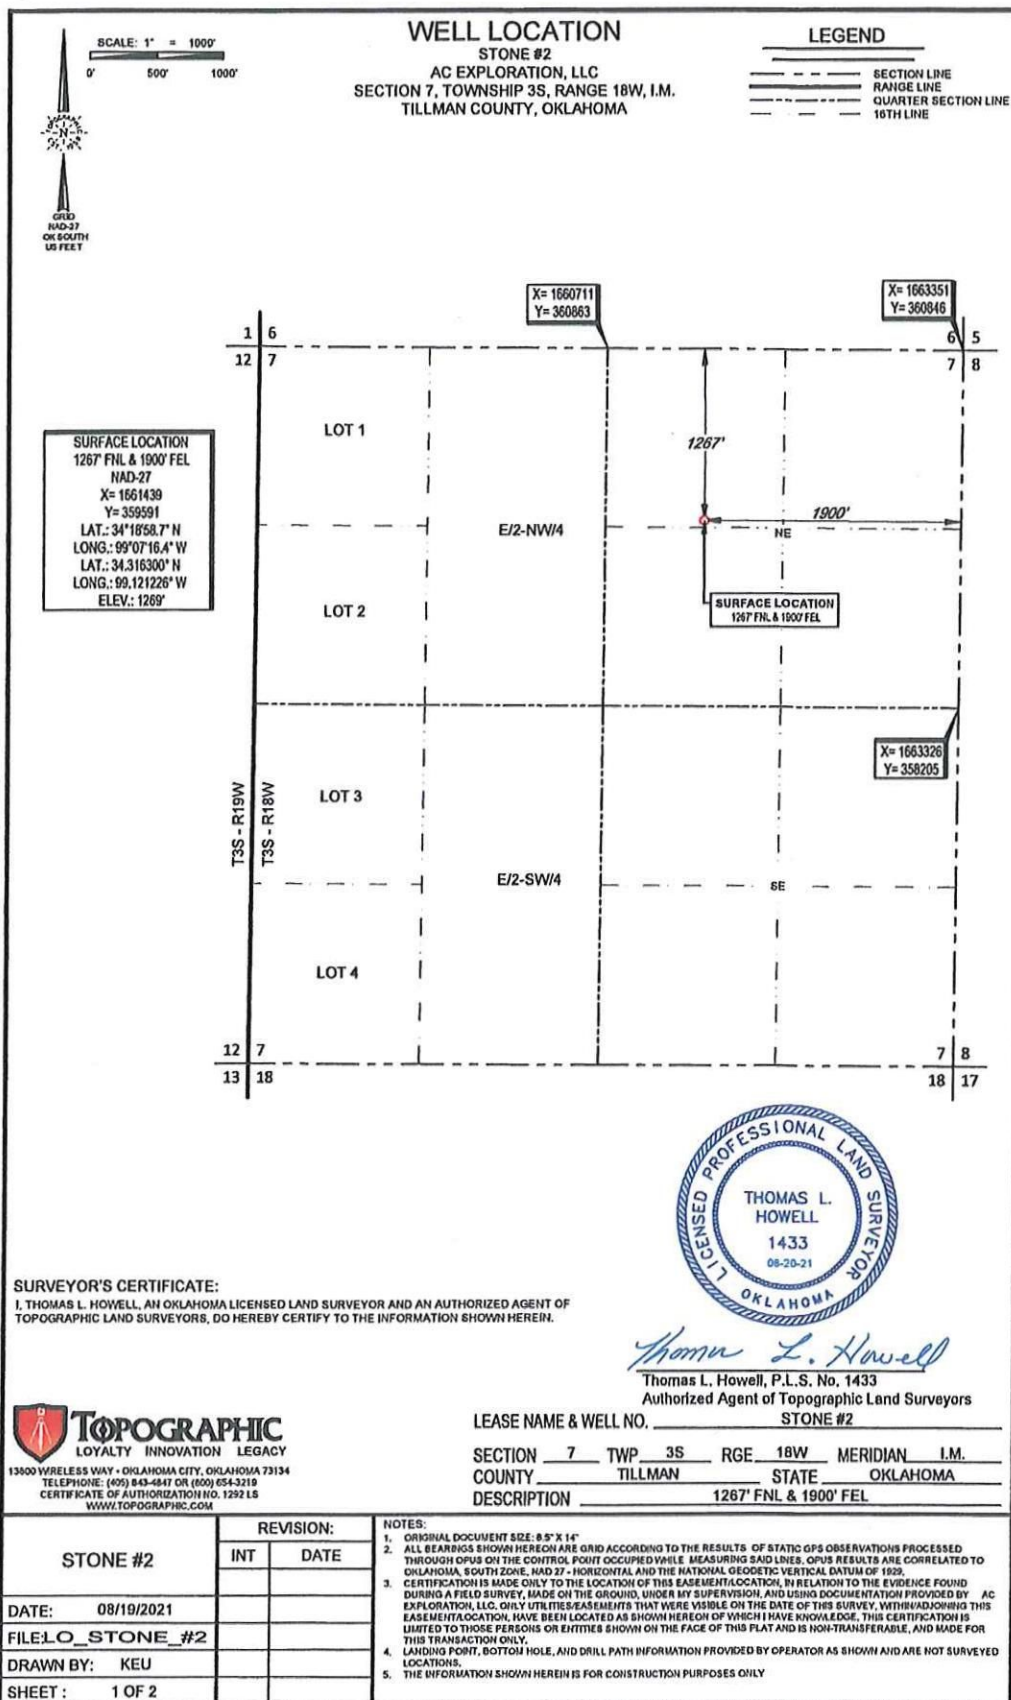 SCALE: 1" = 1000'
0' 500' 1000'
N
GRID
NAD-27
OK SOUTH
US FEET
WELL LOCATION
STONE #2
AC EXPLORATION, LLC
SECTION 7, TOWNSHIP 3S, RANGE 18W, I.M.
TILLMAN COUNTY, OKLAHOMA
LEGEND
SECTION LINE
RANGE LINE
QUARTER SECTION LINE
16TH LINE
X= 1660711
Y= 360863
X= 1663351
Y= 360846
1 6
12 7
6 5
7 8
SURFACE LOCATION
1267' FNL & 1900' FEL
NAD-27
X= 1661439
Y= 359591
LAT.: 34°18'58.7" N
LONG.: 99°07'16.4" W
LAT.: 34.316300° N
LONG.: 99.121226° W
ELEV.: 1269'
LOT 1
1267'
1900'
E/2-NW/4
NE
SURFACE LOCATION
1267' FNL & 1900' FEL
LOT 2
X= 1663326
Y= 358205
T3S - R19W
T3S - R18W
LOT 3
E/2-SW/4
SE
LOT 4
12 7
13 18
7 8
18 17
LICENSED PROFESSIONAL LAND SURVEYOR
THOMAS L.
HOWELL
1433
08-20-21
OKLAHOMA
SURVEYOR'S CERTIFICATE:
I, THOMAS L. HOWELL, AN OKLAHOMA LICENSED LAND SURVEYOR AND AN AUTHORIZED AGENT OF
TOPOGRAPHIC LAND SURVEYORS, DO HEREBY CERTIFY TO THE INFORMATION SHOWN HEREIN.
Thomas L. Howell
Thomas L. Howell, P.L.S. No. 1433
Authorized Agent of Topographic Land Surveyors
TOPOGRAPHIC
LOYALTY INNOVATION LEGACY
13800 WIRELESS WAY • OKLAHOMA CITY, OKLAHOMA 73134
TELEPHONE: (405) 843-4847 OR (800) 654-3219
CERTIFICATE OF AUTHORIZATION NO. 1292 LS
WWW.TOPOGRAPHIC.COM
LEASE NAME & WELL NO. STONE #2
SECTION 7 TWP 3S RGE 18W MERIDIAN I.M.
COUNTY TILLMAN STATE OKLAHOMA
DESCRIPTION 1267' FNL & 1900' FEL
STONE #2
REVISION:
INT DATE
DATE: 08/19/2021
FILE:LO_STONE_#2
DRAWN BY: KEU
SHEET : 1 OF 2
NOTES:
1. ORIGINAL DOCUMENT SIZE: 8.5" X 14"
2. ALL BEARINGS SHOWN HEREON ARE GRID ACCORDING TO THE RESULTS OF STATIC GPS OBSERVATIONS PROCESSED
THROUGH OPUS ON THE CONTROL POINT OCCUPIED WHILE MEASURING SAID LINES. OPUS RESULTS ARE CORRELATED TO
OKLAHOMA, SOUTH ZONE, NAD 27 - HORIZONTAL AND THE NATIONAL GEODETIC VERTICAL DATUM OF 1929.
3. CERTIFICATION IS MADE ONLY TO THE LOCATION OF THIS EASEMENT/LOCATION, IN RELATION TO THE EVIDENCE FOUND
DURING A FIELD SURVEY, MADE ON THE GROUND, UNDER MY SUPERVISION, AND USING DOCUMENTATION PROVIDED BY AC
EXPLORATION, LLC. ONLY UTILITIES/EASEMENTS THAT WERE VISIBLE ON THE DATE OF THIS SURVEY, WITHIN/ADJOINING THIS
EASEMENT/LOCATION, HAVE BEEN LOCATED AS SHOWN HEREON OF WHICH I HAVE KNOWLEDGE. THIS CERTIFICATION IS
LIMITED TO THOSE PERSONS OR ENTITIES SHOWN ON THE FACE OF THIS PLAT AND IS NON-TRANSFERABLE, AND MADE FOR
THIS TRANSACTION ONLY.
4. LANDING POINT, BOTTOM HOLE, AND DRILL PATH INFORMATION PROVIDED BY OPERATOR AS SHOWN AND ARE NOT SURVEYED
LOCATIONS.
5. THE INFORMATION SHOWN HEREIN IS FOR CONSTRUCTION PURPOSES ONLY